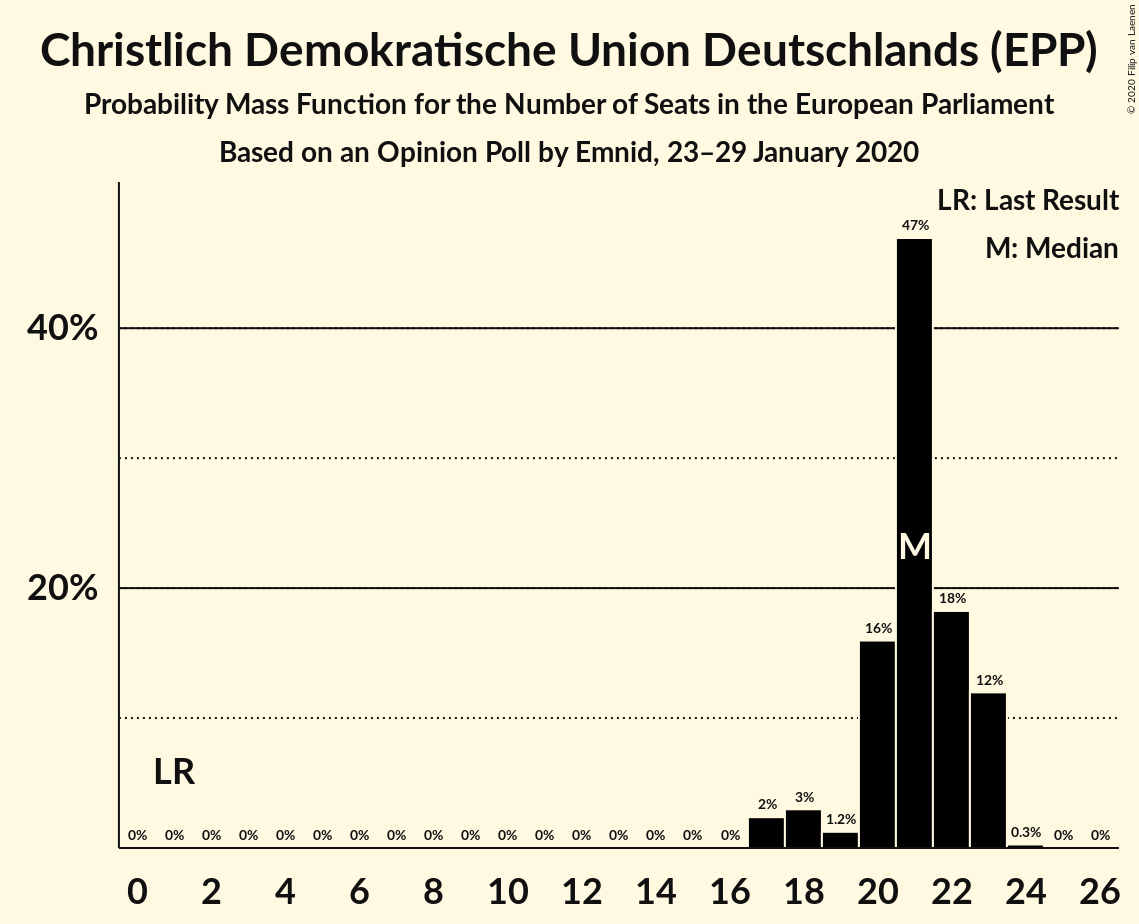 Christlich Demokratische Union Deutschlands (EPP)
Probability Mass Function for the Number of Seats in the European Parliament
Based on an Opinion Poll by Emnid, 23–29 January 2020
© 2020 Filip van Laenen
LR: Last Result
M: Median
47%
40%
M
20%
18%
16%
12%
LR
0% 0% 0% 0% 0% 0% 0% 0% 0% 0% 0% 0% 0% 0% 0% 0% 0% 2% 3% 1.2% 0.3% 0% 0%
0 2 4 6 8 10 12 14 16 18 20 22 24 26